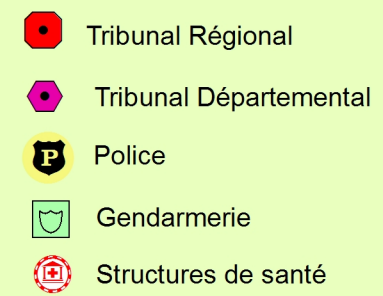 Tribunal Régional
Tribunal Départemental
P Police
Gendarmerie
Structures de santé